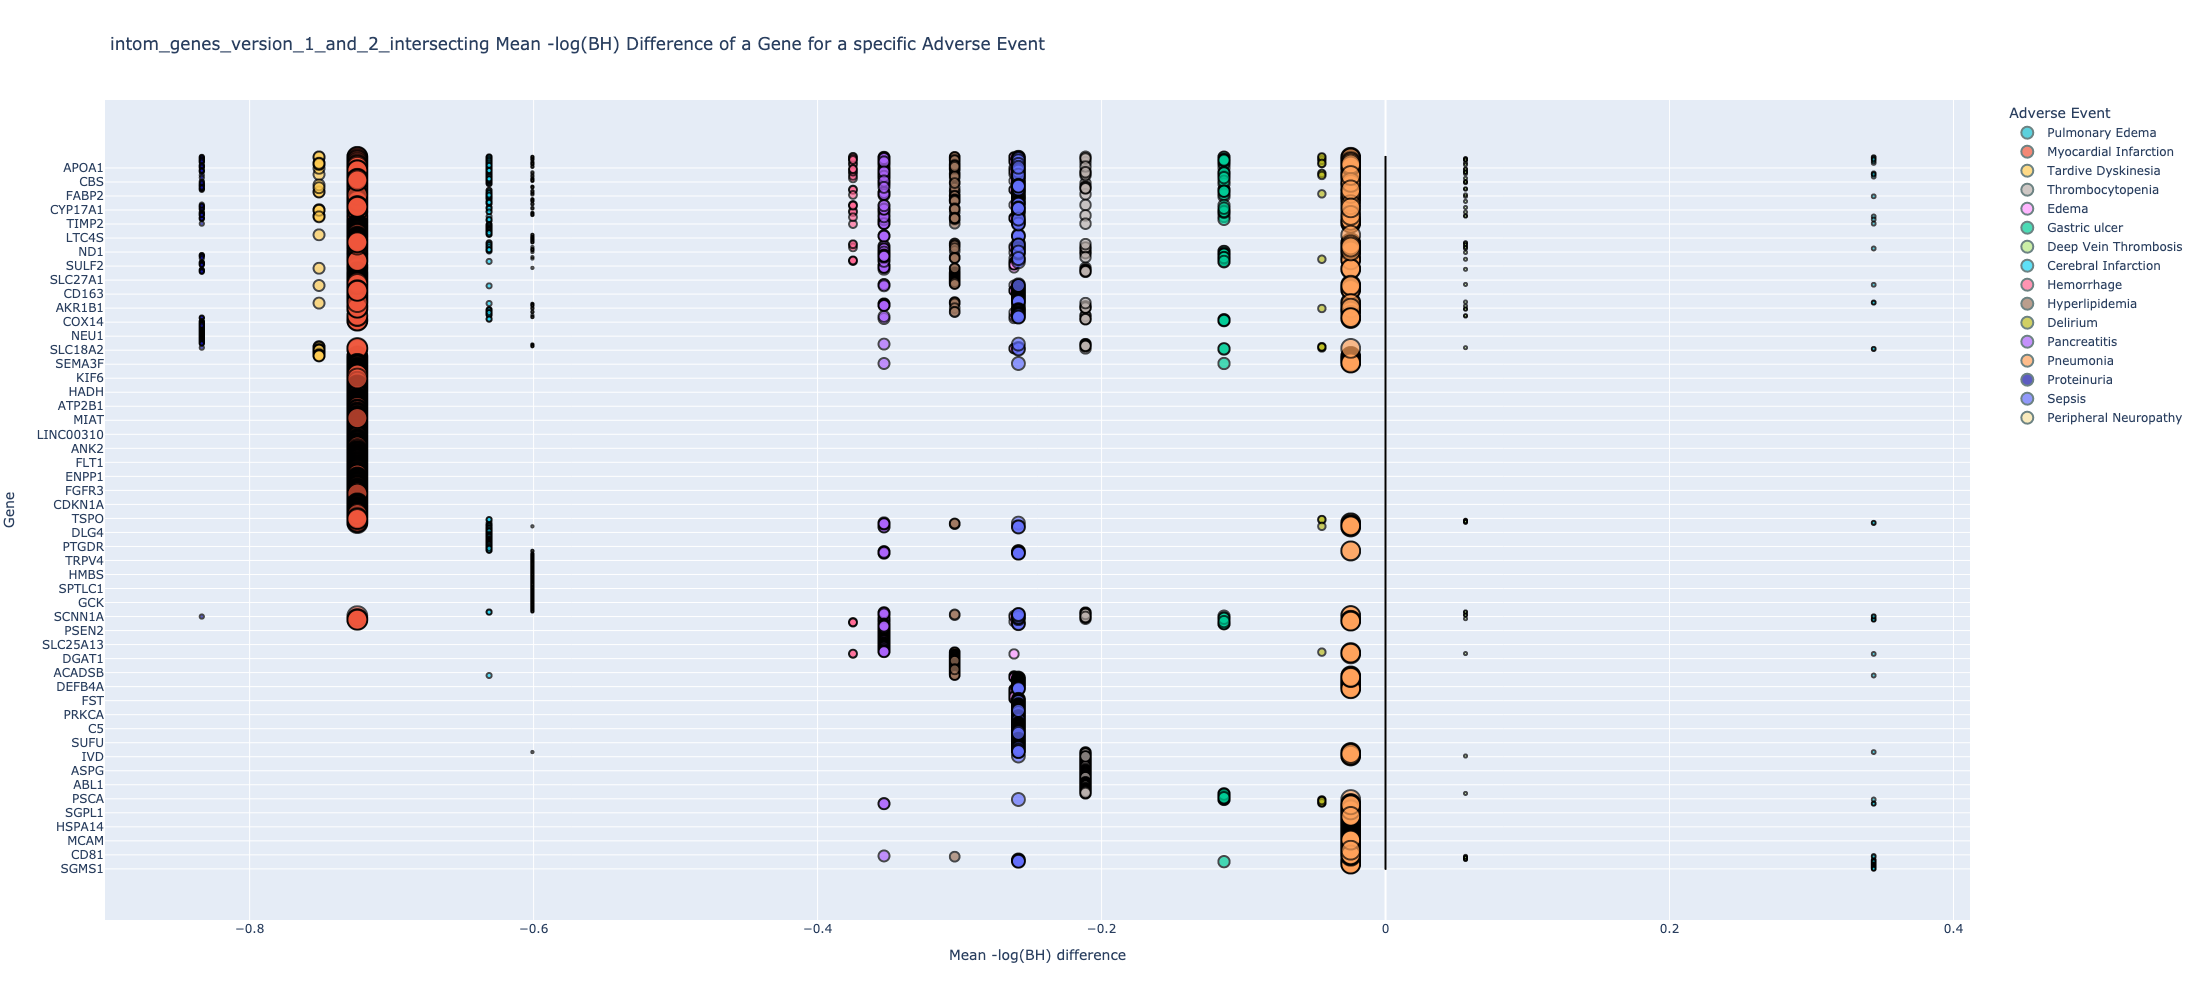 intom_genes_version_1_and_2_intersecting Mean -log(BH) Difference of a Gene for a specific Adverse Event
Gene
APOA1
CBS
FABP2
CYP17A1
TIMP2
LTC4S
ND1
SULF2
SLC27A1
CD163
AKR1B1
COX14
NEU1
SLC18A2
SEMA3F
KIF6
HADH
ATP2B1
MIAT
LINC00310
ANK2
FLT1
ENPP1
FGFR3
CDKN1A
TSPO
DLG4
PTGDR
TRPV4
HMBS
SPTLC1
GCK
SCNN1A
PSEN2
SLC25A13
DGAT1
ACADSB
DEFB4A
FST
PRKCA
C5
SUFU
IVD
ASPG
ABL1
PSCA
SGPL1
HSPA14
MCAM
CD81
SGMS1
−0.8 −0.6 −0.4 −0.2 0 0.2 0.4
Mean -log(BH) difference
Adverse Event
Pulmonary Edema
Myocardial Infarction
Tardive Dyskinesia
Thrombocytopenia
Edema
Gastric ulcer
Deep Vein Thrombosis
Cerebral Infarction
Hemorrhage
Hyperlipidemia
Delirium
Pancreatitis
Pneumonia
Proteinuria
Sepsis
Peripheral Neuropathy